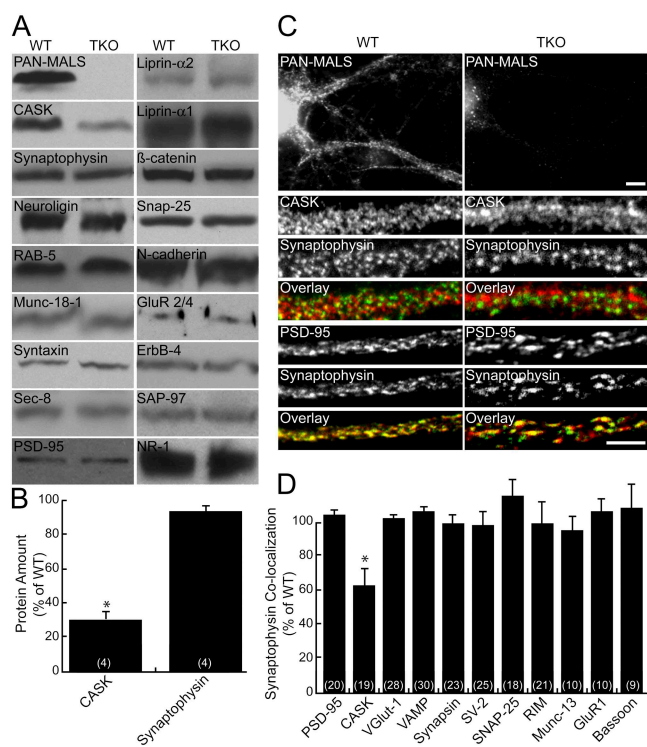 A
WT TKO WT TKO
PAN-MALS Liprin-α2
CASK Liprin-α1
Synaptophysin ß-catenin
Neuroligin Snap-25
RAB-5 N-cadherin
Munc-18-1 GluR 2/4
Syntaxin ErbB-4
Sec-8 SAP-97
PSD-95 NR-1
B
Protein Amount
(% of WT)
100
80
60
40
20
*
(4) (4)
CASK
Synaptophysin
C
WT TKO
PAN-MALS PAN-MALS
CASK CASK
Synaptophysin Synaptophysin
Overlay Overlay
PSD-95 PSD-95
Synaptophysin Synaptophysin
Overlay Overlay
D
Synaptophysin Co-localization
(% of WT)
100
80
60
40
20
*
(20) (19) (28) (30) (23) (25) (18) (21) (10) (10) (9)
PSD-95
CASK
VGlut-1
VAMP
Synapsin
SV-2
SNAP-25
RIM
Munc-13
GluR1
Bassoon